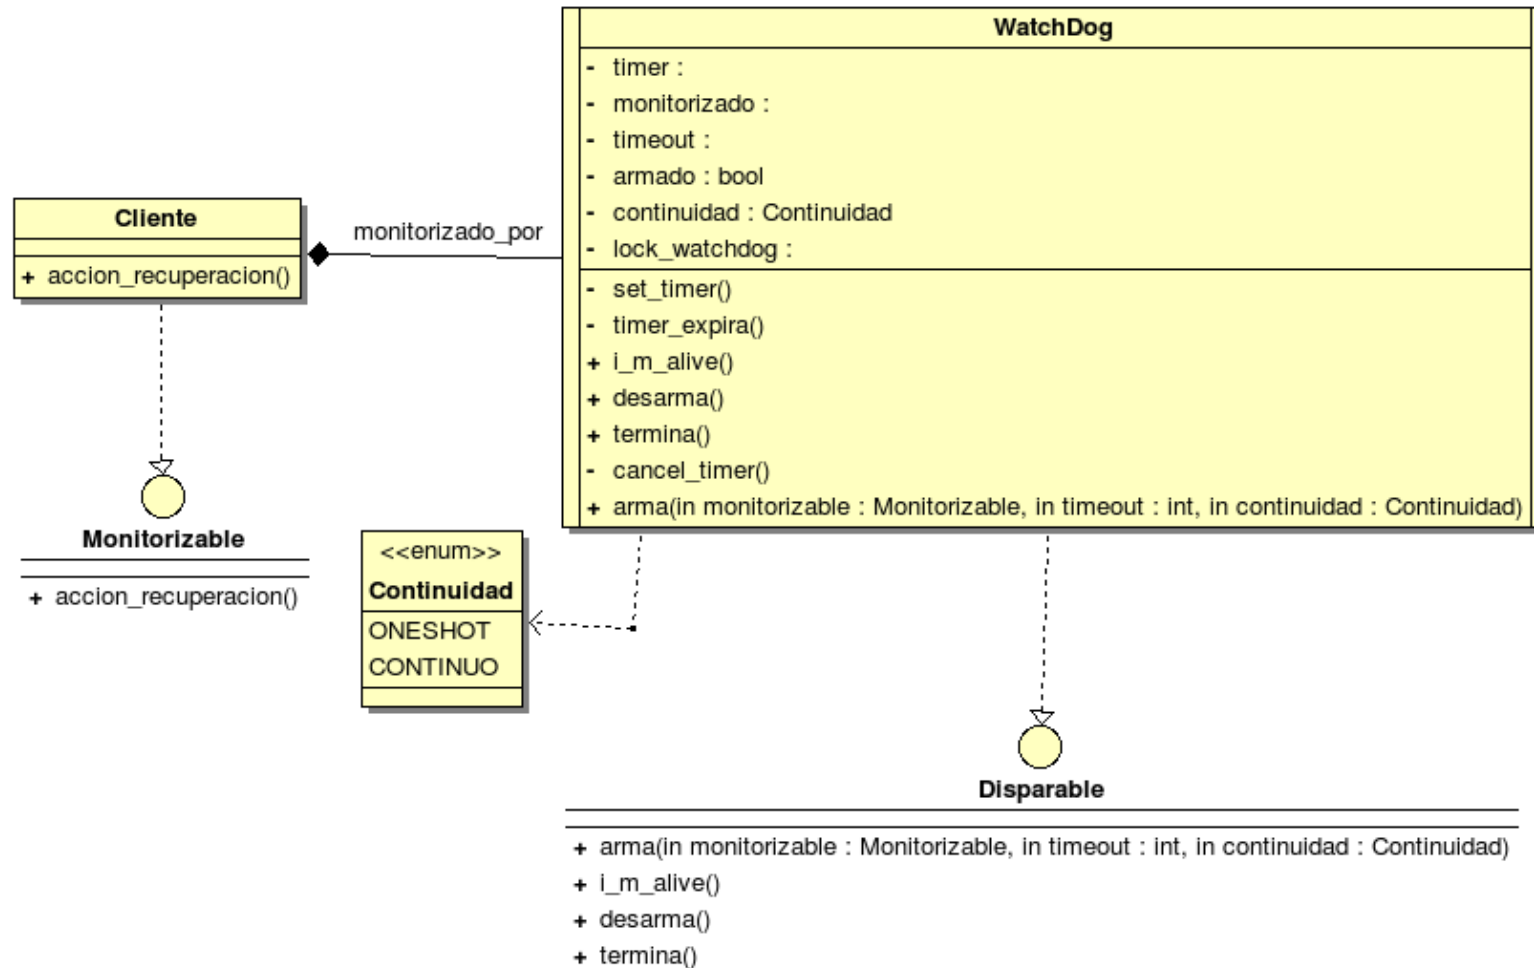 WatchDog
- timer :
- monitorizado :
- timeout :
- armado : bool
- continuidad : Continuidad
- lock_watchdog :
- set_timer()
- timer_expira()
+ i_m_alive()
+ desarma()
+ termina()
- cancel_timer()
+ arma(in monitorizable : Monitorizable, in timeout : int, in continuidad : Continuidad)
Cliente
+ accion_recuperacion()
monitorizado_por
Monitorizable
+ accion_recuperacion()
<<enum>>
Continuidad
ONESHOT
CONTINUO
Disparable
+ arma(in monitorizable : Monitorizable, in timeout : int, in continuidad : Continuidad)
+ i_m_alive()
+ desarma()
+ termina()